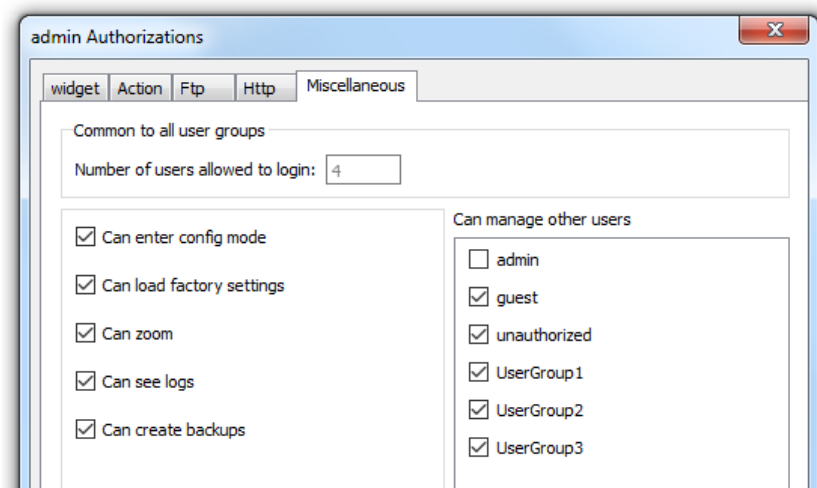 admin Authorizations
widget Action Ftp Http Miscellaneous
Common to all user groups
Number of users allowed to login: 4
Can enter config mode
Can load factory settings
Can zoom
Can see logs
Can create backups
Can manage other users
admin
guest
unauthorized
UserGroup1
UserGroup2
UserGroup3